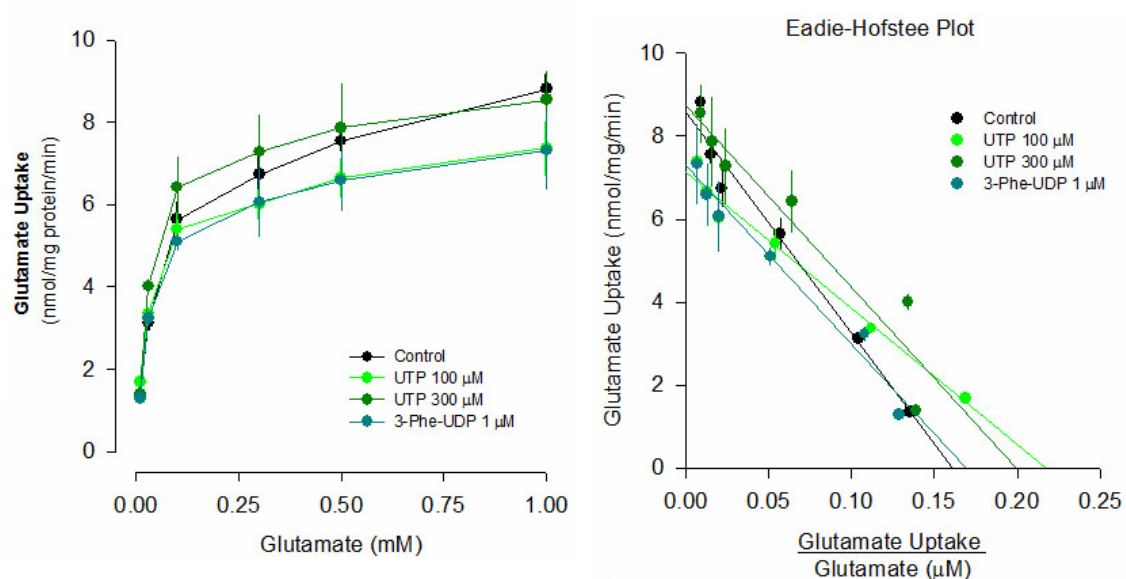 Glutamate Uptake
(nmol/mg protein/min)
10
8
6
4
2
0
Control
UTP 100 μM
UTP 300 μM
3-Phe-UDP 1 μM
0.00 0.25 0.50 0.75 1.00
Glutamate (mM)
Eadie-Hofstee Plot
Glutamate Uptake (nmol/mg/min)
10
8
6
4
2
0
Control
UTP 100 μM
UTP 300 μM
3-Phe-UDP 1 μM
0.00 0.05 0.10 0.15 0.20 0.25
Glutamate Uptake
Glutamate (μM)